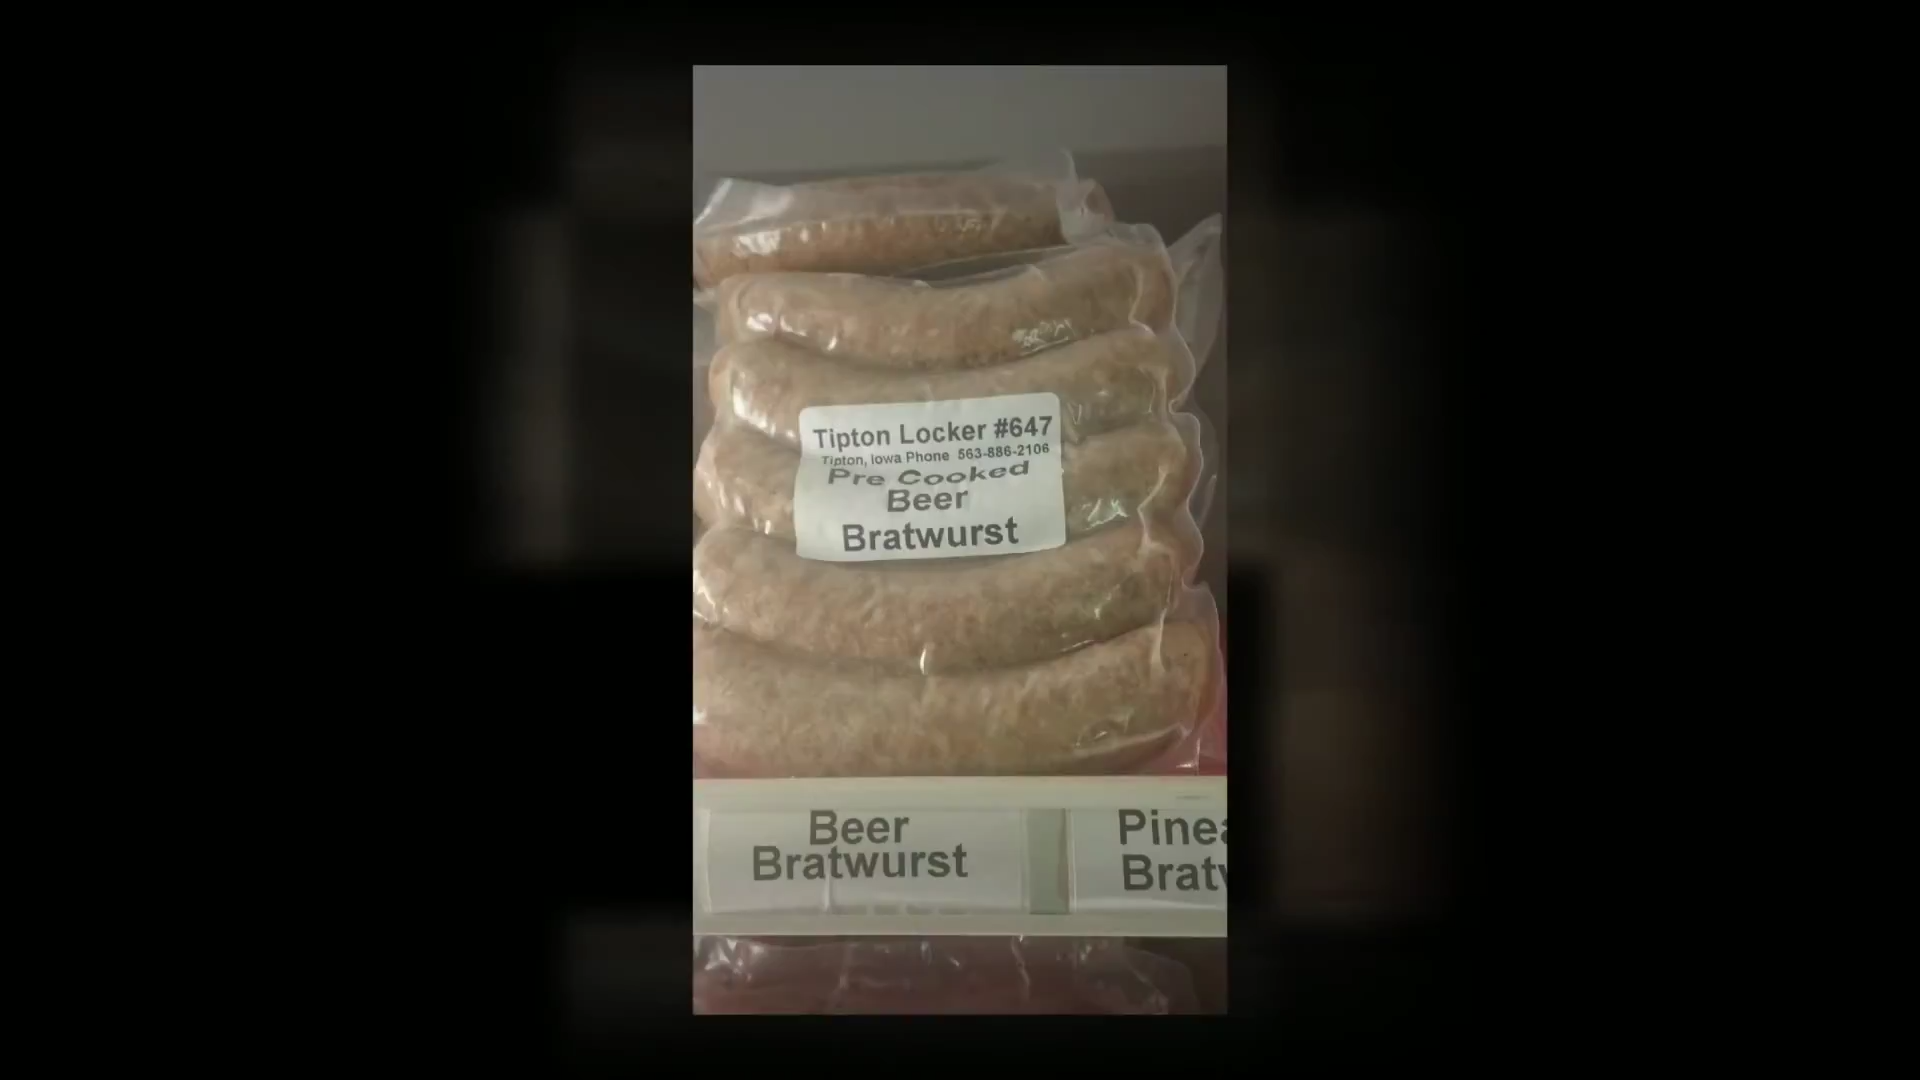 Tipton Locker #647
Tipton, Iowa Phone 563-886-2106
Pre Cooked
Beer
Bratwurst
Beer
Bratwurst